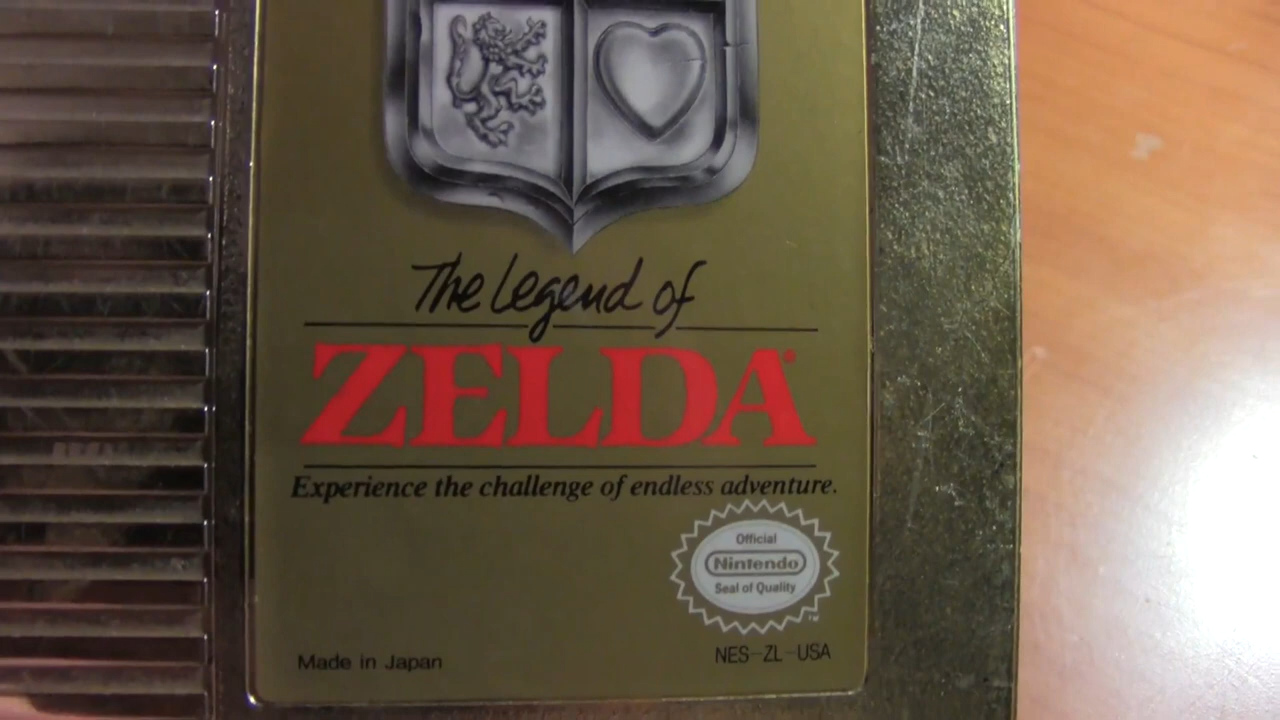 The Legend of
ZELDA
Experience the challenge of endless adventure.
Official
Nintendo
Seal of Quality
TM
Made in Japan
NES-ZL-USA